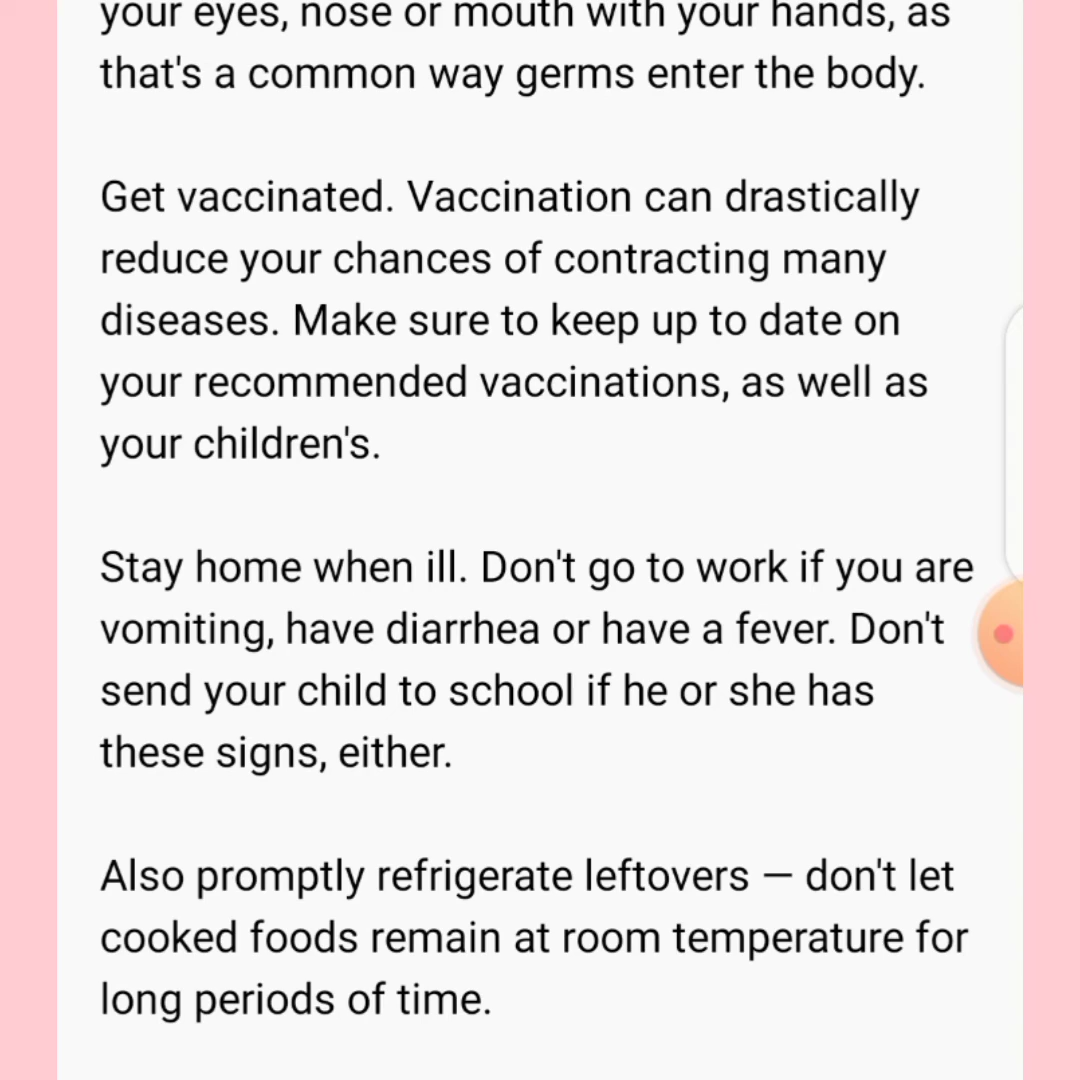 your eyes, nose or mouth with your hands, as
that's a common way germs enter the body.
Get vaccinated. Vaccination can drastically
reduce your chances of contracting many
diseases. Make sure to keep up to date on
your recommended vaccinations, as well as
your children's.
Stay home when ill. Don't go to work if you are
vomiting, have diarrhea or have a fever. Don't
send your child to school if he or she has
these signs, either.
Also promptly refrigerate leftovers — don't let
cooked foods remain at room temperature for
long periods of time.